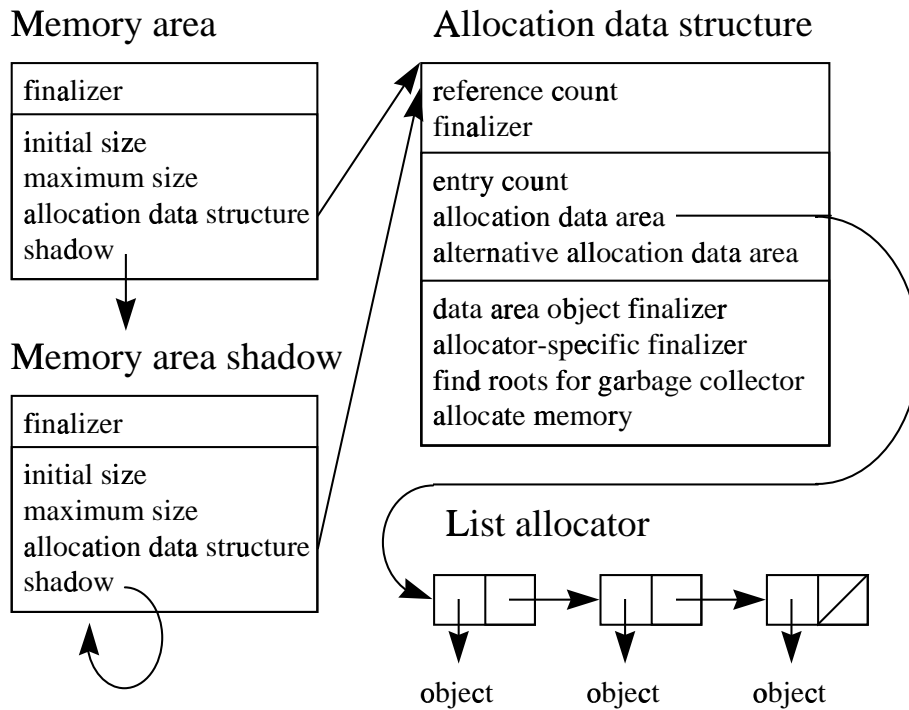 Memory area
finalizer
initial size
maximum size
allocation data structure
shadow
Memory area shadow
finalizer
initial size
maximum size
allocation data structure
shadow
Allocation data structure
reference count
finalizer
entry count
allocation data area
alternative allocation data area
data area object finalizer
allocator-specific finalizer
find roots for garbage collector
allocate memory
List allocator
object
object
object